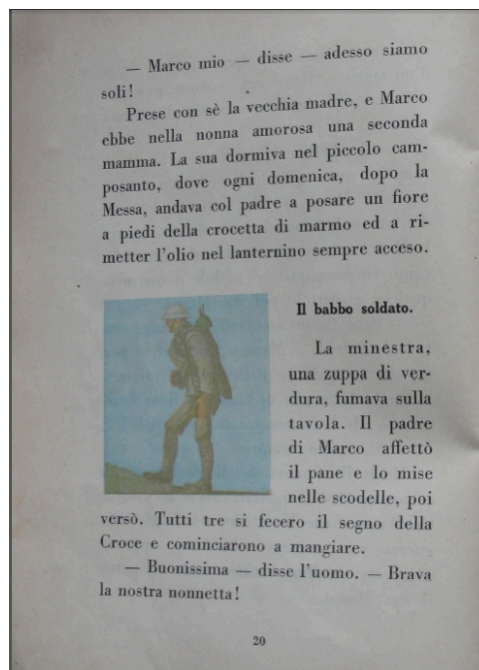 — Marco mio — disse — adesso siamo
soli!
Prese con sè la vecchia madre, e Marco
ebbe nella nonna amorosa una seconda
mamma. La sua dormiva nel piccolo cam-
posanto, dove ogni domenica, dopo la
Messa, andava col padre a posare un fiore
a piedi della crocetta di marmo ed a ri-
metter l'olio nel lanternino sempre acceso.
Il babbo soldato.
La minestra,
una zuppa di ver-
dura, fumava sulla
tavola. Il padre
di Marco affettò
il pane e lo mise
nelle scodelle, poi
versò. Tutti tre si fecero il segno della
Croce e cominciarono a mangiare.
— Buonissima — disse l'uomo. — Brava
la nostra nonnetta!
20